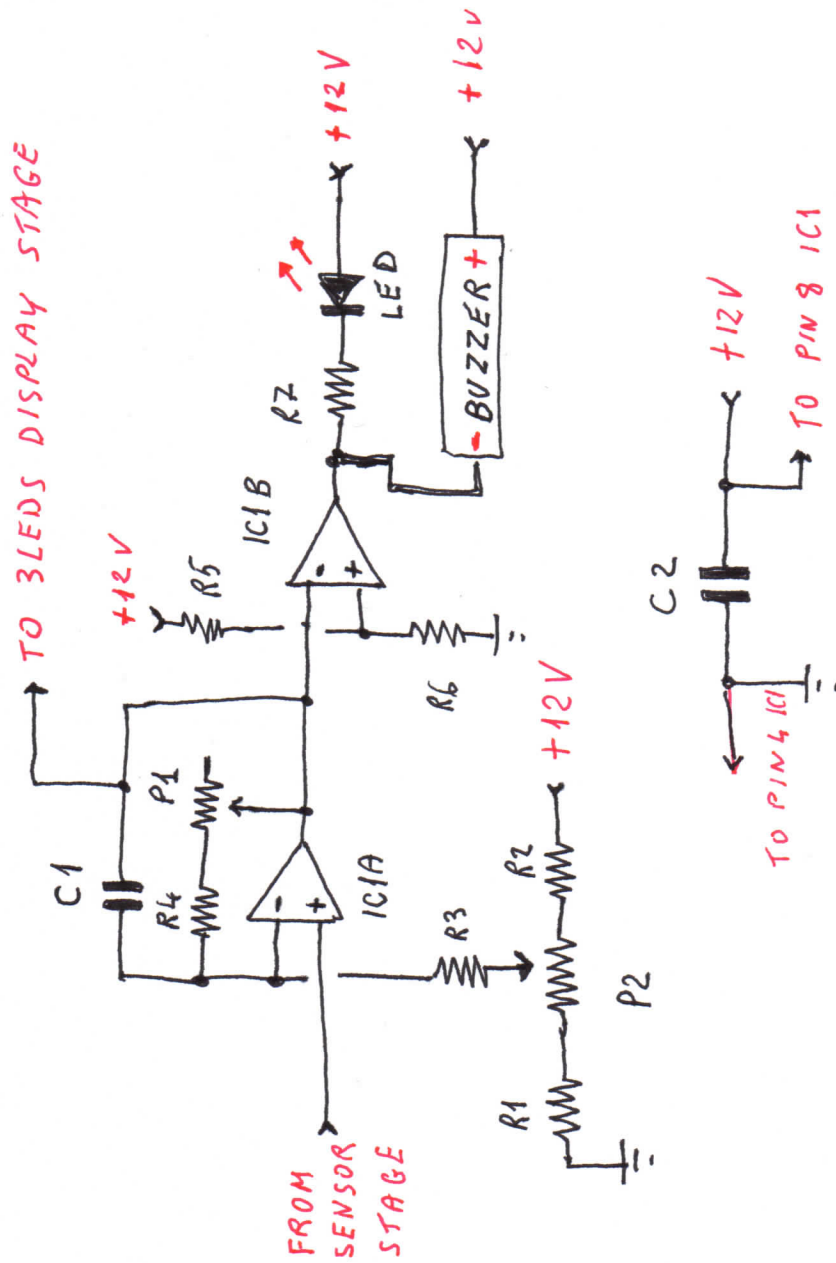 TO 3LEDS DISPLAY STAGE
C1
+12V
R4
P1
R5
IC1B
R7
+12V
-
+
-
+
LED
IC1A
R6
- BUZZER +
+12V
FROM
SENSOR
STAGE
R3
+12V
R1
P2
R2
C2
+12V
TO PIN 4 IC1
TO PIN 8 IC1